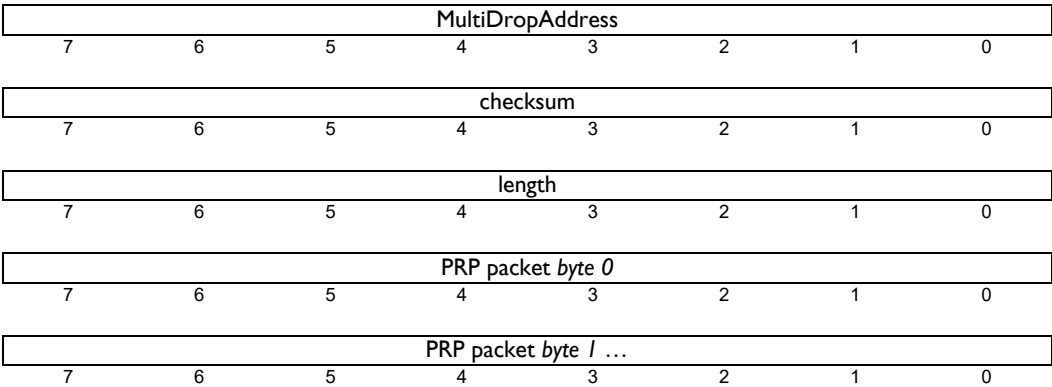 MultiDropAddress
7 6 5 4 3 2 1 0
checksum
7 6 5 4 3 2 1 0
length
7 6 5 4 3 2 1 0
PRP packet byte 0
7 6 5 4 3 2 1 0
PRP packet byte 1 …
7 6 5 4 3 2 1 0